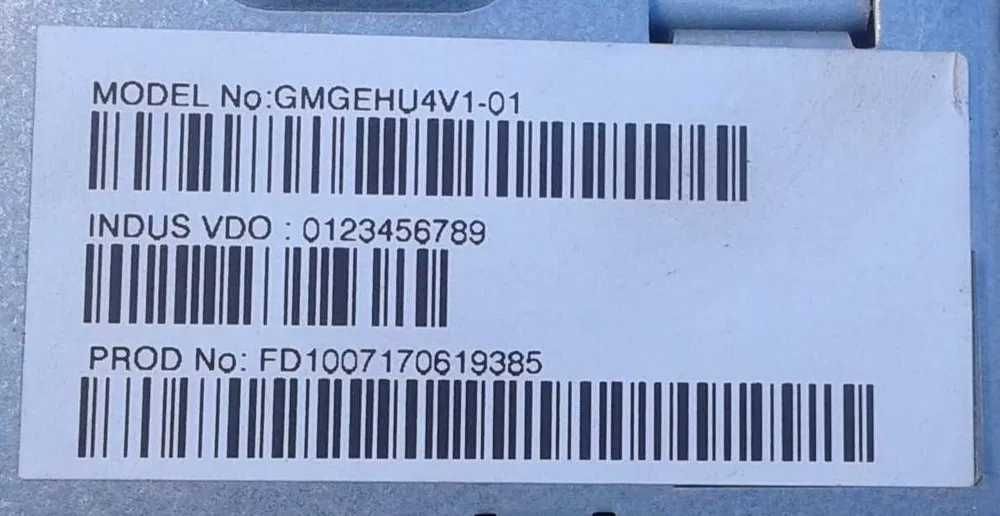 MODEL No:GMGEHU4V1-01
INDUS VDO : 0123456789
PROD No: FD1007170619385